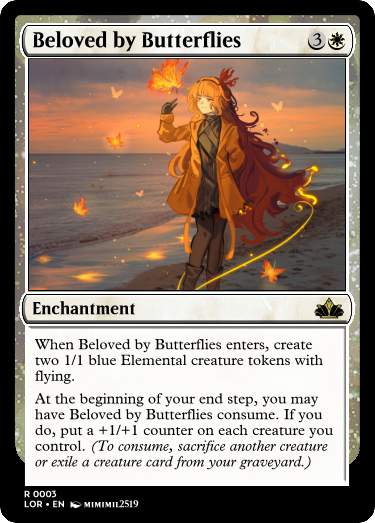 Beloved by Butterflies 3
Enchantment
When Beloved by Butterflies enters, create
two 1/1 blue Elemental creature tokens with
flying.
At the beginning of your end step, you may
have Beloved by Butterflies consume. If you
do, put a +1/+1 counter on each creature you
control. (To consume, sacrifice another creature
or exile a creature card from your graveyard.)
R 0003
LOR • EN MIMIMIL2519